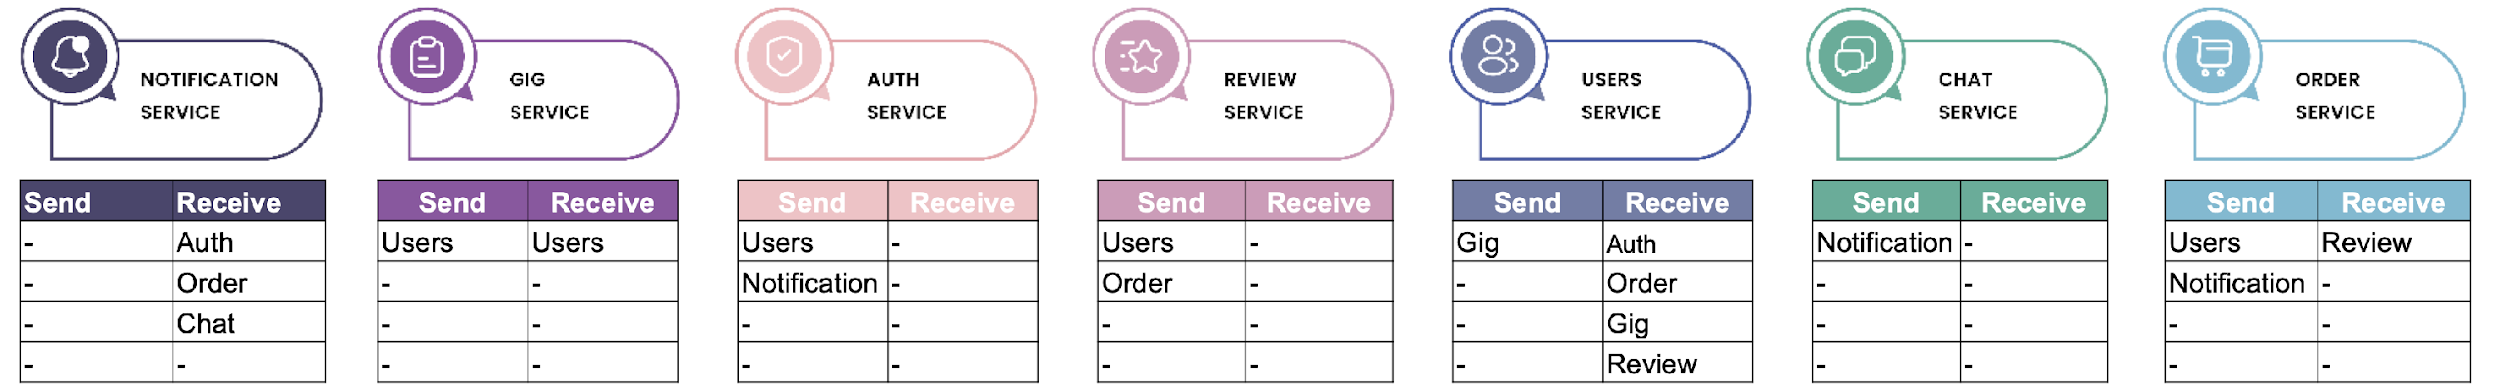 NOTIFICATION
SERVICE
GIG
SERVICE
AUTH
SERVICE
REVIEW
SERVICE
USERS
SERVICE
CHAT
SERVICE
ORDER
SERVICE
Send Receive
- Auth
- Order
- Chat
- -
Send Receive
Users Users
- -
- -
- -
Send Receive
Users -
Notification -
- -
- -
Send Receive
Users -
Order -
- -
- -
Send Receive
Gig Auth
- Order
- Gig
- Review
Send Receive
Notification -
- -
- -
- -
Send Receive
Users Review
Notification -
- -
- -